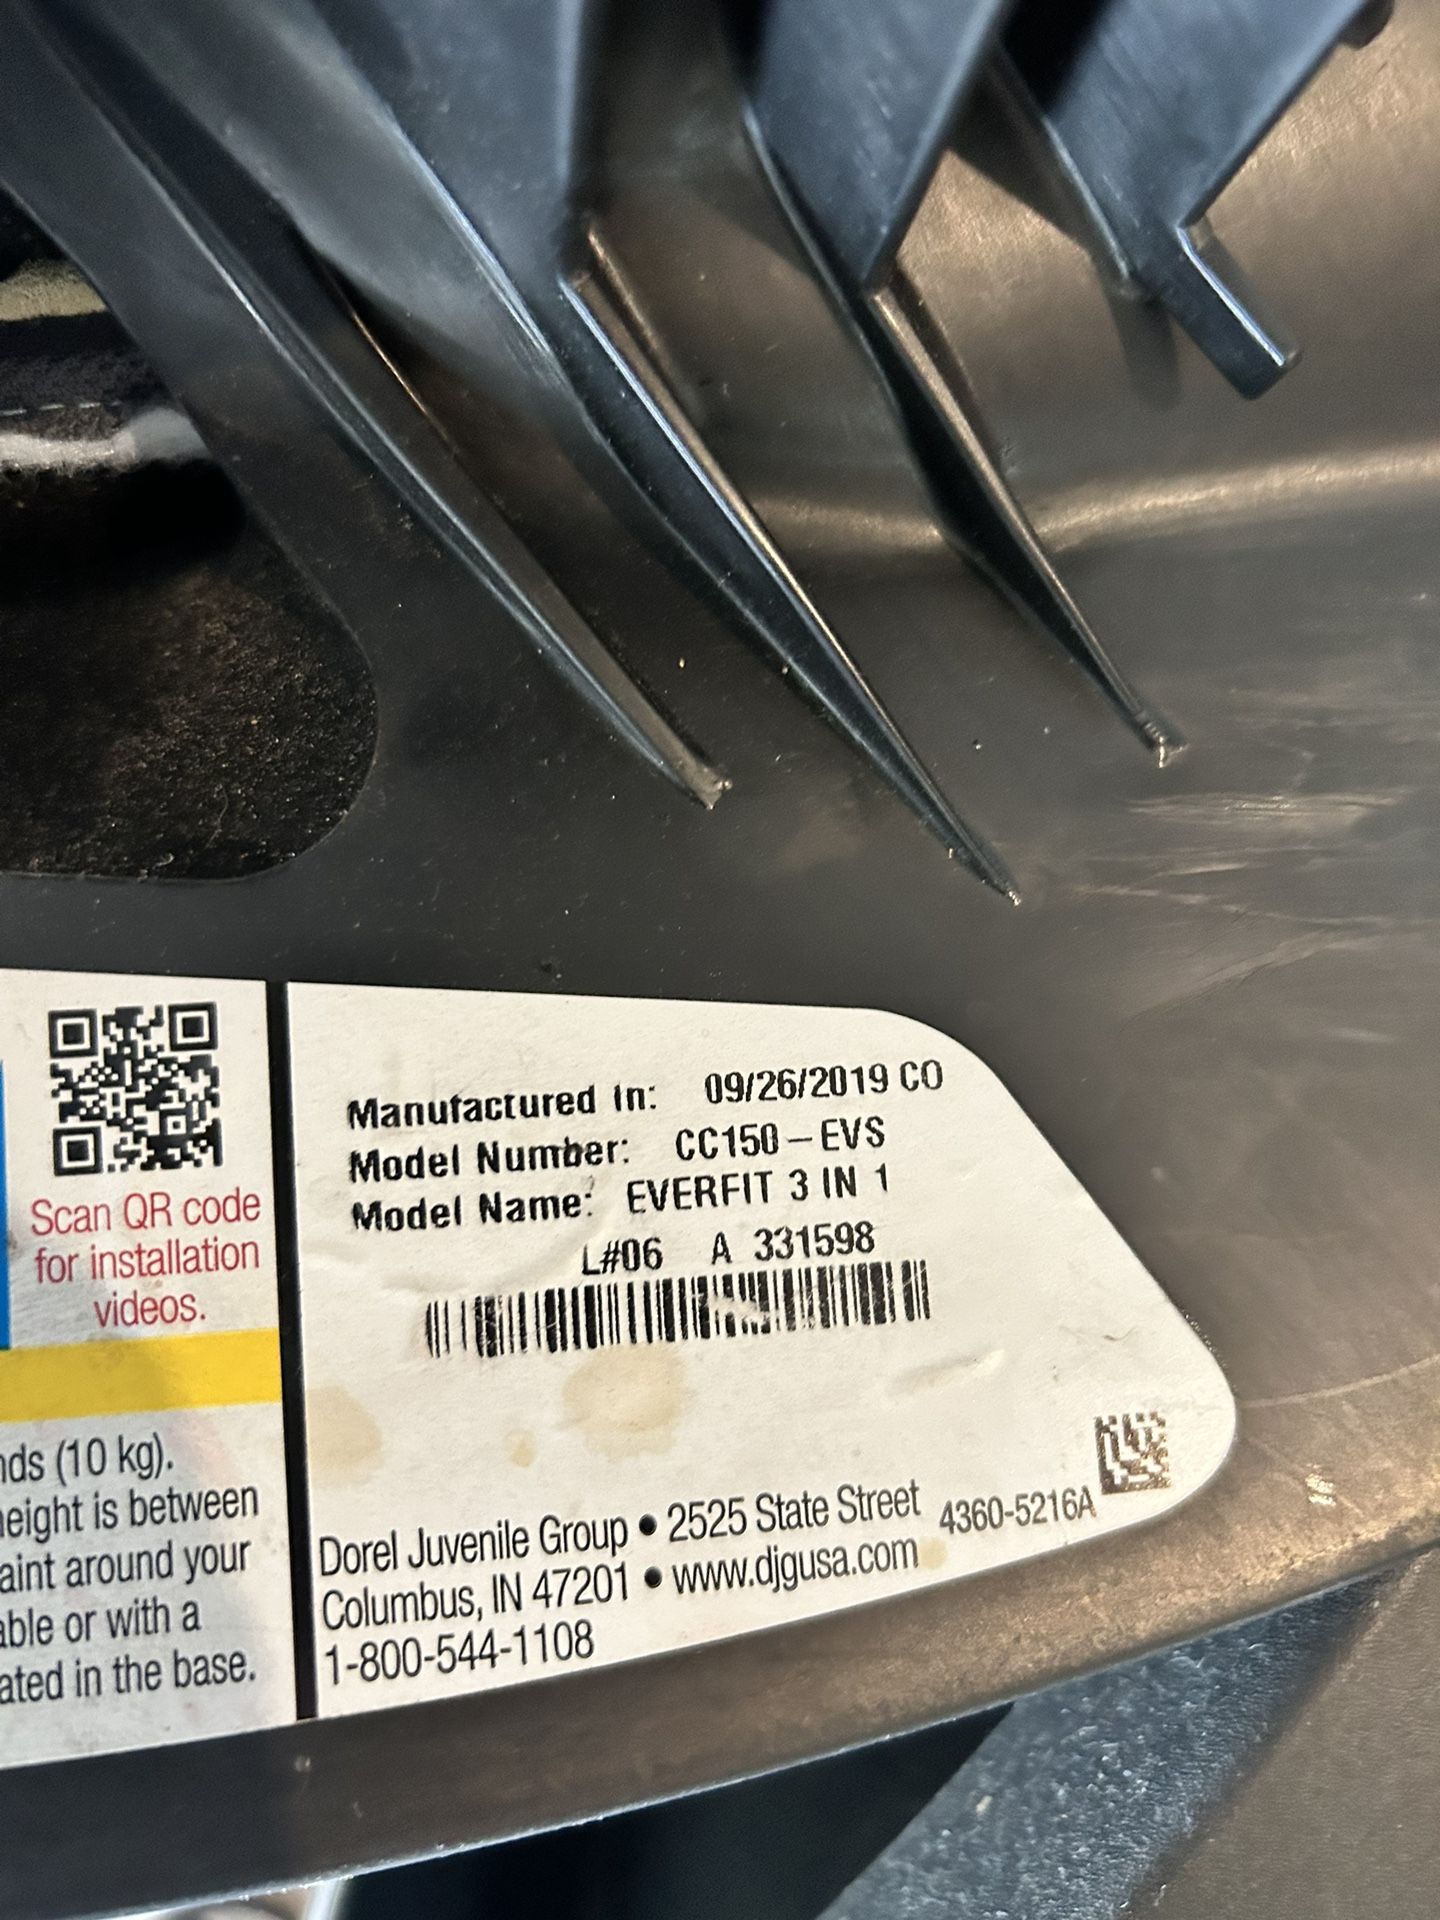 Scan QR code
for installation
videos.
nds (10 kg).
height is between
aint around your
able or with a
ated in the base.
Manufactured In: 09/26/2019 CO
Model Number: CC150-EVS
Model Name: EVERFIT 3 IN 1
L#06 A 331598
Dorel Juvenile Group • 2525 State Street
Columbus, IN 47201 • www.djgusa.com
1-800-544-1108
4360-5216A